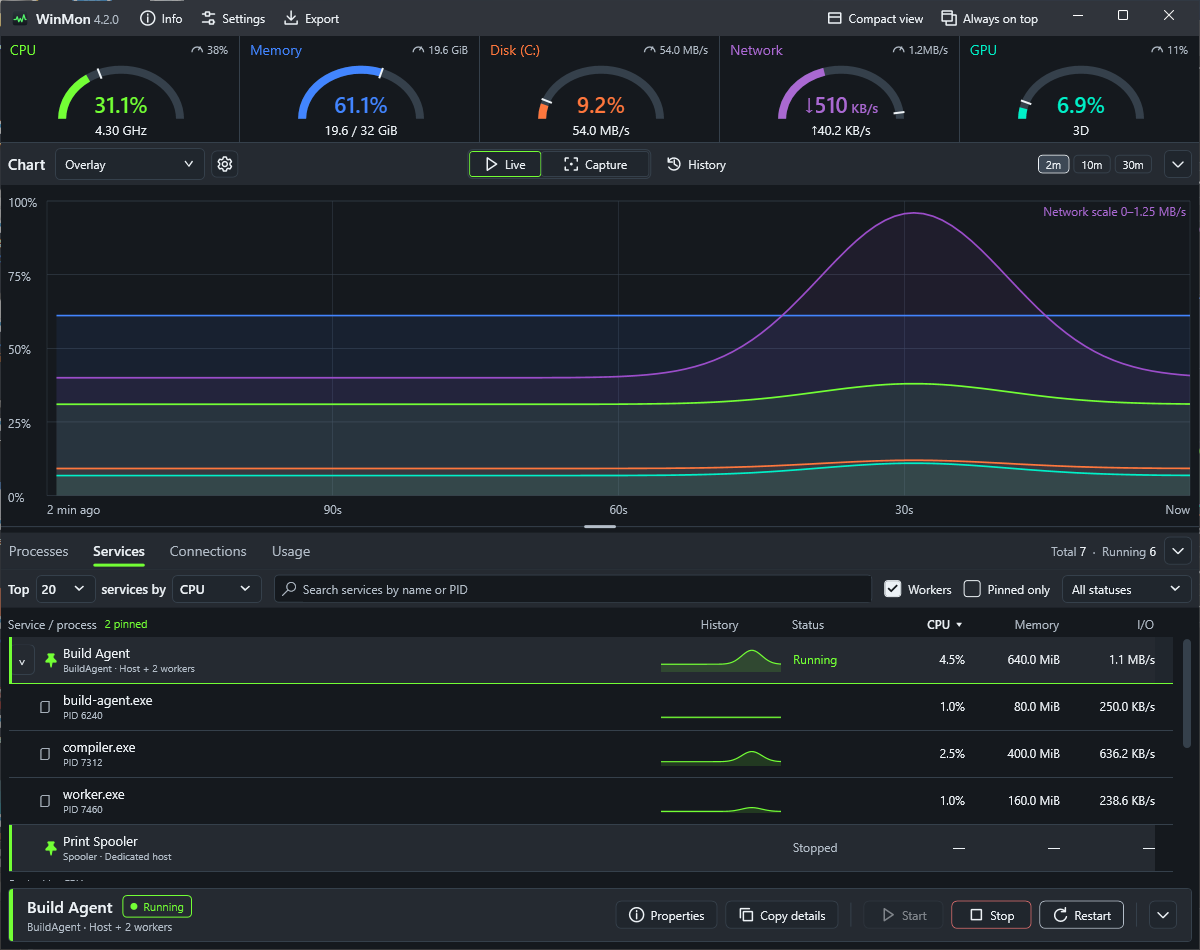 WinMon 4.2.0 Info Settings Export Compact view Always on top
CPU 38%
31.1%
4.30 GHz
Memory 19.6 GiB
61.1%
19.6 / 32 GiB
Disk (C:) 54.0 MB/s
9.2%
54.0 MB/s
Network 1.2MB/s
↓510 KB/s
↑40.2 KB/s
GPU 11%
6.9%
3D
Chart Overlay Live Capture History 2m 10m 30m
100%
Network scale 0–1.25 MB/s
75%
50%
25%
0%
2 min ago 90s 60s 30s Now
Processes Services Connections Usage Total 7 · Running 6
Top 20 services by CPU Search services by name or PID Workers Pinned only All statuses
Service / process 2 pinned History Status CPU ▼ Memory I/O
Build Agent
BuildAgent · Host + 2 workers
Running 4.5% 640.0 MiB 1.1 MB/s
build-agent.exe
PID 6240
1.0% 80.0 MiB 250.0 KB/s
compiler.exe
PID 7312
2.5% 400.0 MiB 636.2 KB/s
worker.exe
PID 7460
1.0% 160.0 MiB 238.6 KB/s
Print Spooler
Spooler · Dedicated host
Stopped — — —
Build Agent Running
BuildAgent · Host + 2 workers
Properties Copy details Start Stop Restart